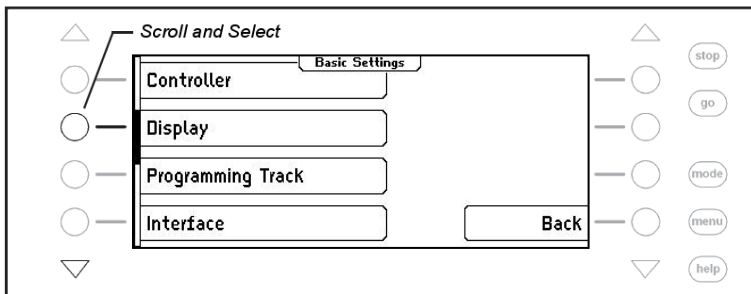 Scroll and Select
Basic Settings
Controller
Display
Programming Track
Interface
Back
stop
go
mode
menu
help